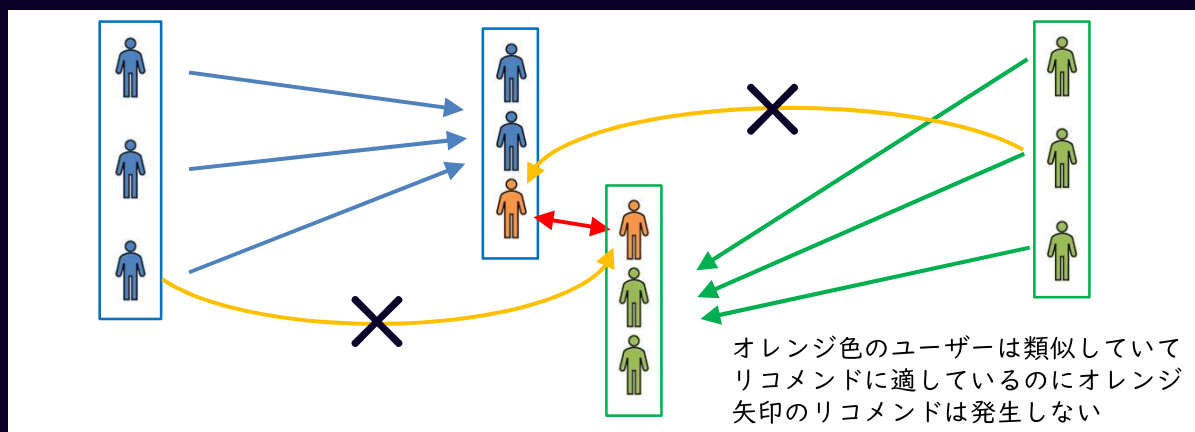 オレンジ色のユーザーは類似していて
リコメンドに適しているのにオレンジ
矢印のリコメンドは発生しない